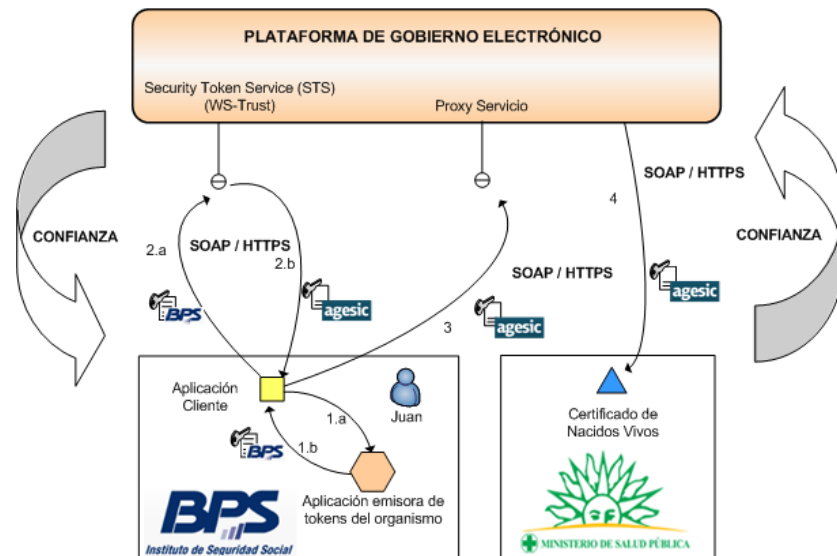 PLATAFORMA DE GOBIERNO ELECTRÓNICO
Security Token Service (STS)
(WS-Trust)
Proxy Servicio
SOAP / HTTPS
4
CONFIANZA
2.a
SOAP / HTTPS
2.b
CONFIANZA
SOAP / HTTPS
BPS
agesic
agesic
agesic
3
Aplicación
Cliente
Juan
1.a
BPS
1.b
Aplicación emisora de
tokens del organismo
Certificado de
Nacidos Vivos
BPS
Instituto de Seguridad Social
MINISTERIO DE SALUD PÚBLICA